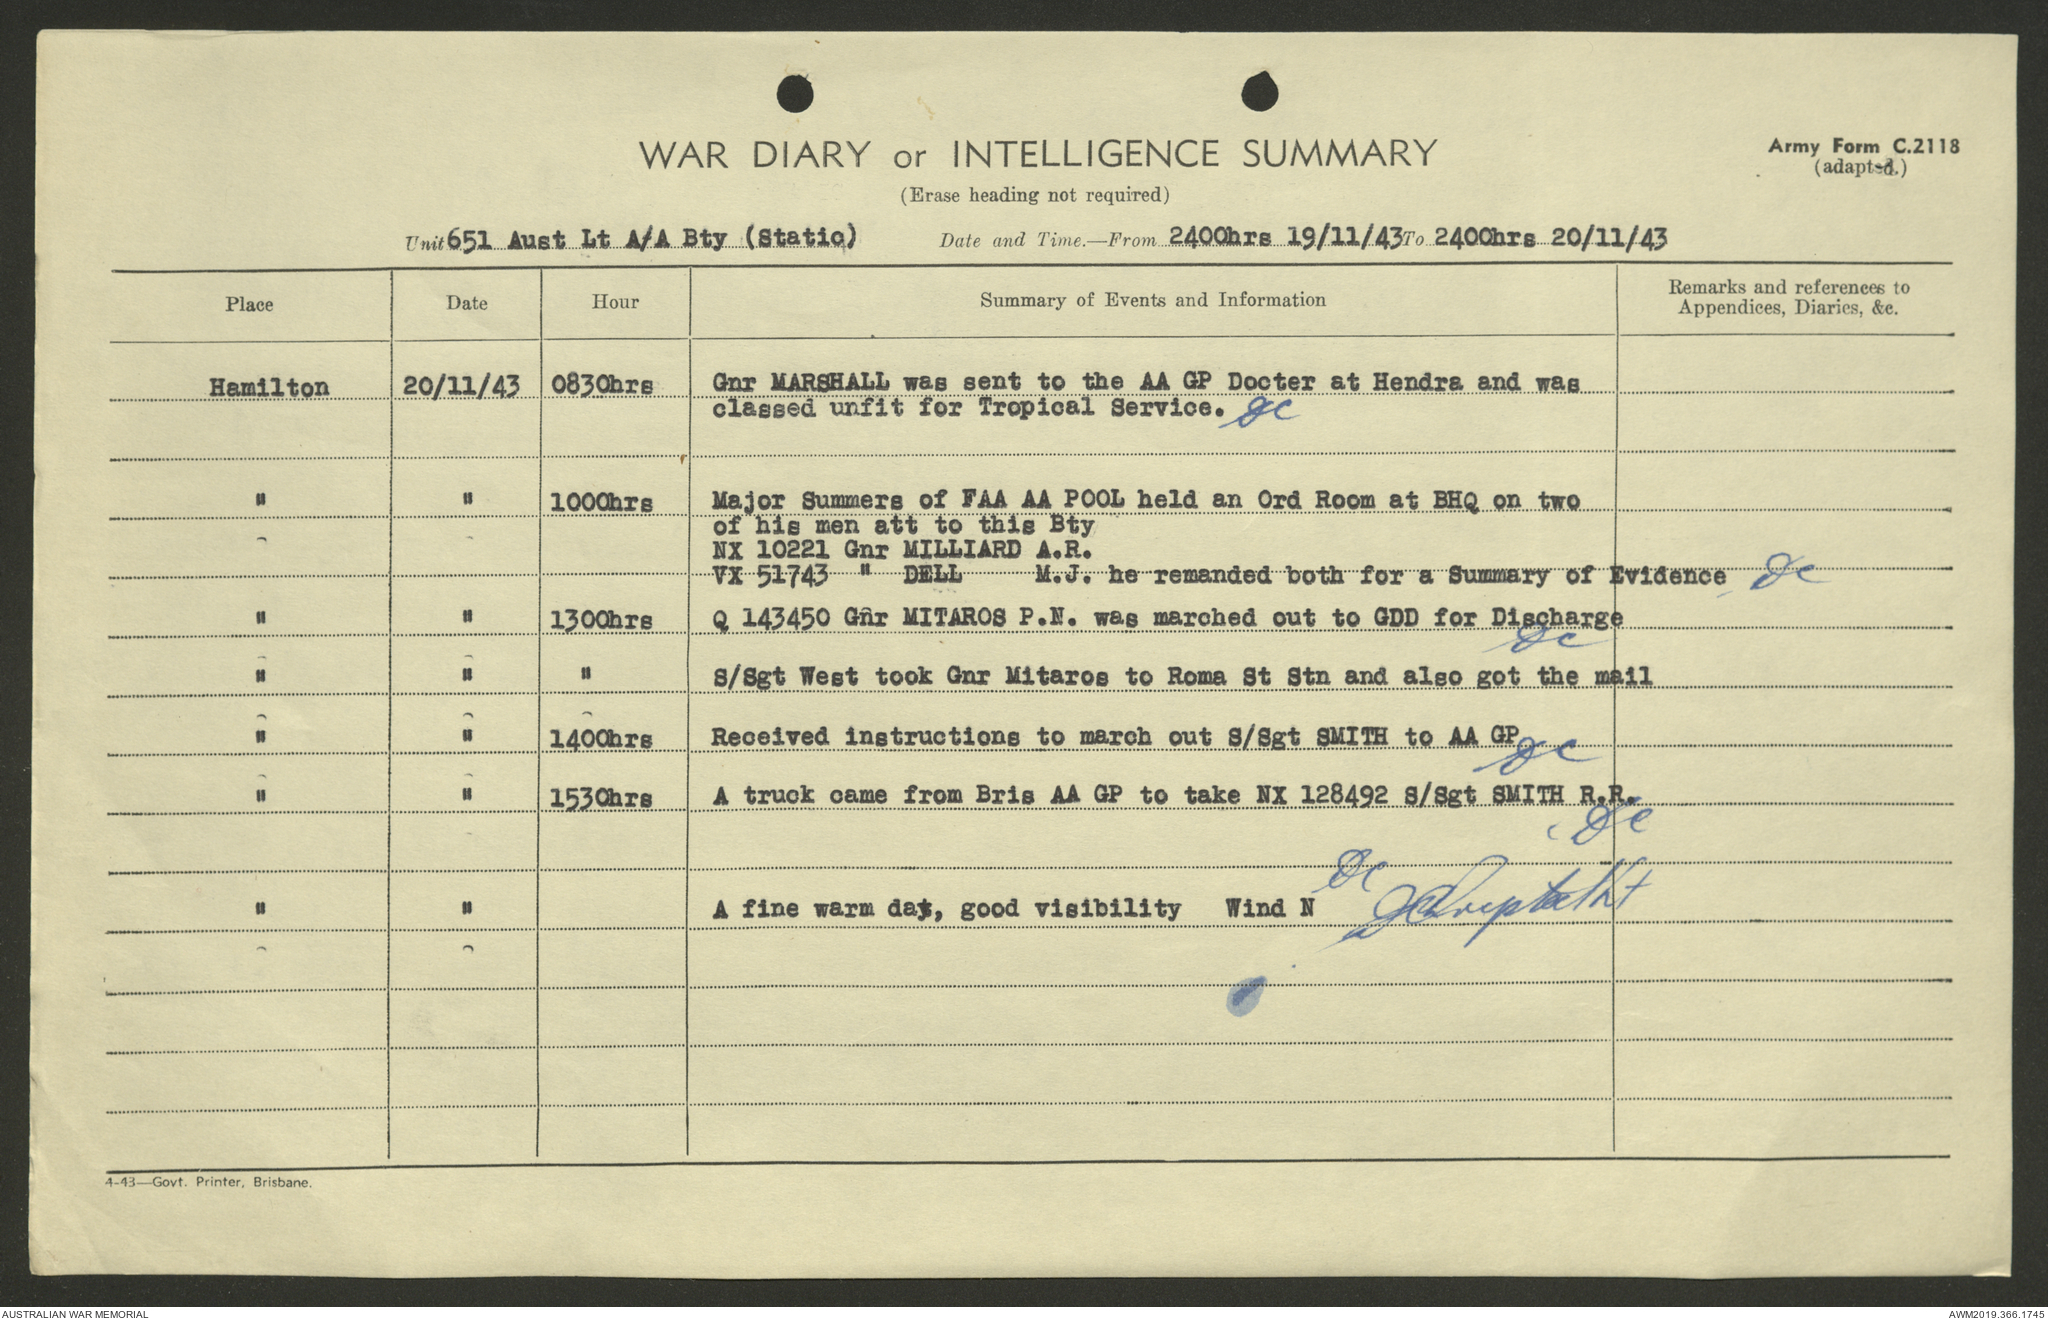 WAR DIARY or INTELLIGENCE SUMMARY
(Erase heading not required)
Army Form C.2118
(adapted.)
Unit 651 Aust Lt A/A Bty (Static) Date and Time.—From 2400hrs 19/11/43 To 2400hrs 20/11/43
Place Date Hour Summary of Events and Information Remarks and references to
Appendices, Diaries, &c.
Hamilton 20/11/43 0830hrs Gnr MARSHALL was sent to the AA GP Docter at Hendra and was
classed unfit for Tropical Service. JC
" " 1000hrs Major Summers of FAA AA POOL held an Ord Room at BHQ on two
of his men att to this Bty
NX 10221 Gnr MILLIARD A.R.
VX 51743 " DELL M.J. he remanded both for a Summary of Evidence JC
" " 1300hrs Q 143450 Gnr MITAROS P.N. was marched out to GDD for Discharge
JC
" " " S/Sgt West took Gnr Mitaros to Roma St Stn and also got the mail
" " 1400hrs Received instructions to march out S/Sgt SMITH to AA GP
JC
" " 1530hrs A truck came from Bris AA GP to take NX 128492 S/Sgt SMITH R.R.
JC
JC
" " A fine warm day, good visibility Wind N
4-43—Govt. Printer, Brisbane.
AUSTRALIAN WAR MEMORIAL
AWM2019.366.1745